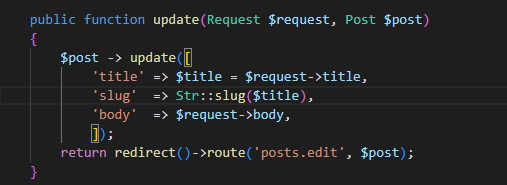 public function update(Request $request, Post $post)
{
    $post -> update([
        'title' => $title = $request->title,
        'slug'  => Str::slug($title),
        'body'  => $request->body,
        ]);
    return redirect()->route('posts.edit', $post);
}